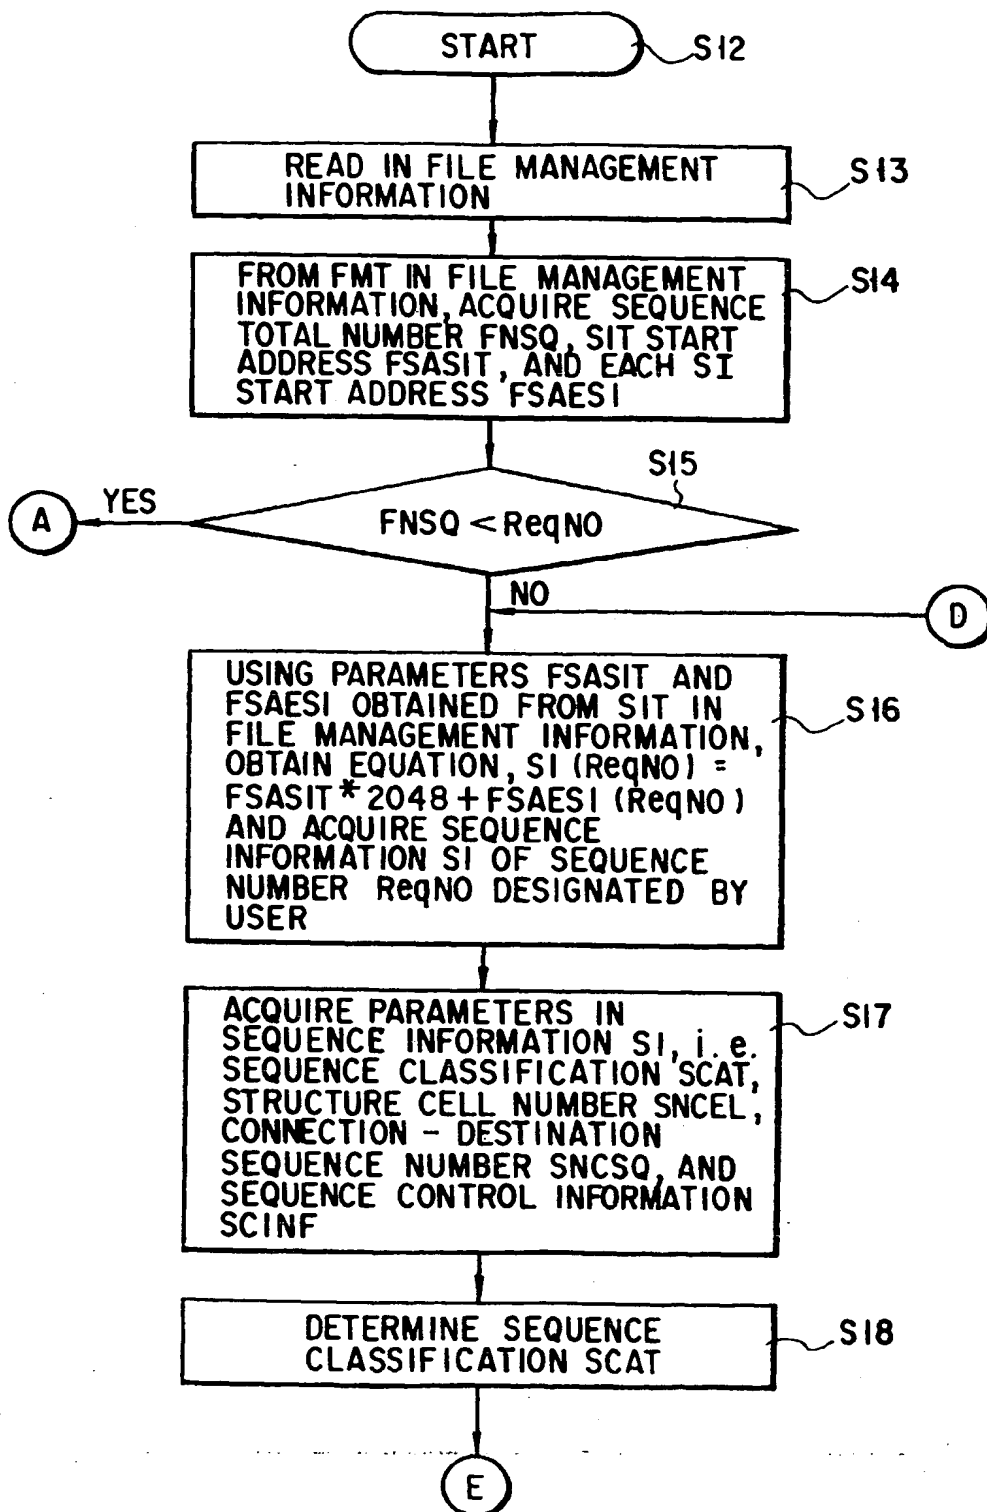 START
S12
READ IN FILE MANAGEMENT
INFORMATION
S13
FROM FMT IN FILE MANAGEMENT
INFORMATION, ACQUIRE SEQUENCE
TOTAL NUMBER FNSQ, SIT START
ADDRESS FSASIT, AND EACH SI
START ADDRESS FSAESI
S14
S15
FNSQ < ReqNO
YES
A
NO
D
USING PARAMETERS FSASIT AND
FSAESI OBTAINED FROM SIT IN
FILE MANAGEMENT INFORMATION,
OBTAIN EQUATION, SI (ReqNO) =
FSASIT * 2048 + FSAESI (ReqNO)
AND ACQUIRE SEQUENCE
INFORMATION SI OF SEQUENCE
NUMBER ReqNO DESIGNATED BY
USER
S16
ACQUIRE PARAMETERS IN
SEQUENCE INFORMATION SI, i.e.
SEQUENCE CLASSIFICATION SCAT,
STRUCTURE CELL NUMBER SNCEL,
CONNECTION - DESTINATION
SEQUENCE NUMBER SNCSQ, AND
SEQUENCE CONTROL INFORMATION
SCINF
S17
DETERMINE SEQUENCE
CLASSIFICATION SCAT
S18
E